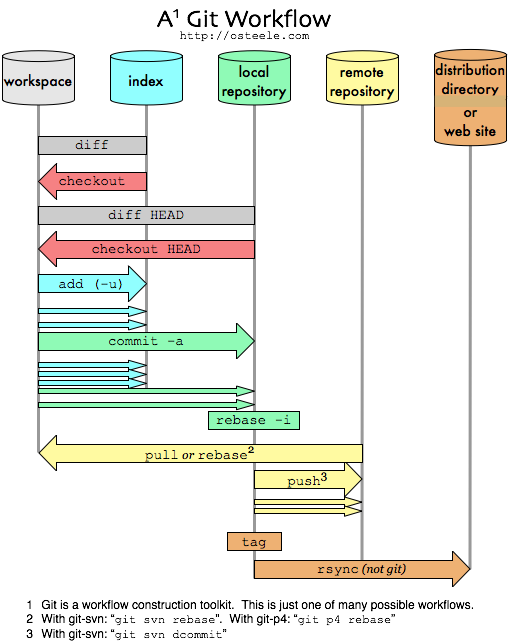 A1 Git Workflow
http://osteele.com
workspace
index
local
repository
remote
repository
distribution
directory
or
web site
diff
checkout
diff HEAD
checkout HEAD
add (-u)
commit -a
rebase -i
pull or rebase2
push3
tag
rsync (not git)
1 Git is a workflow construction toolkit. This is just one of many possible workflows.
2 With git-svn: “git svn rebase”. With git-p4: “git p4 rebase”
3 With git-svn: “git svn dcommit”